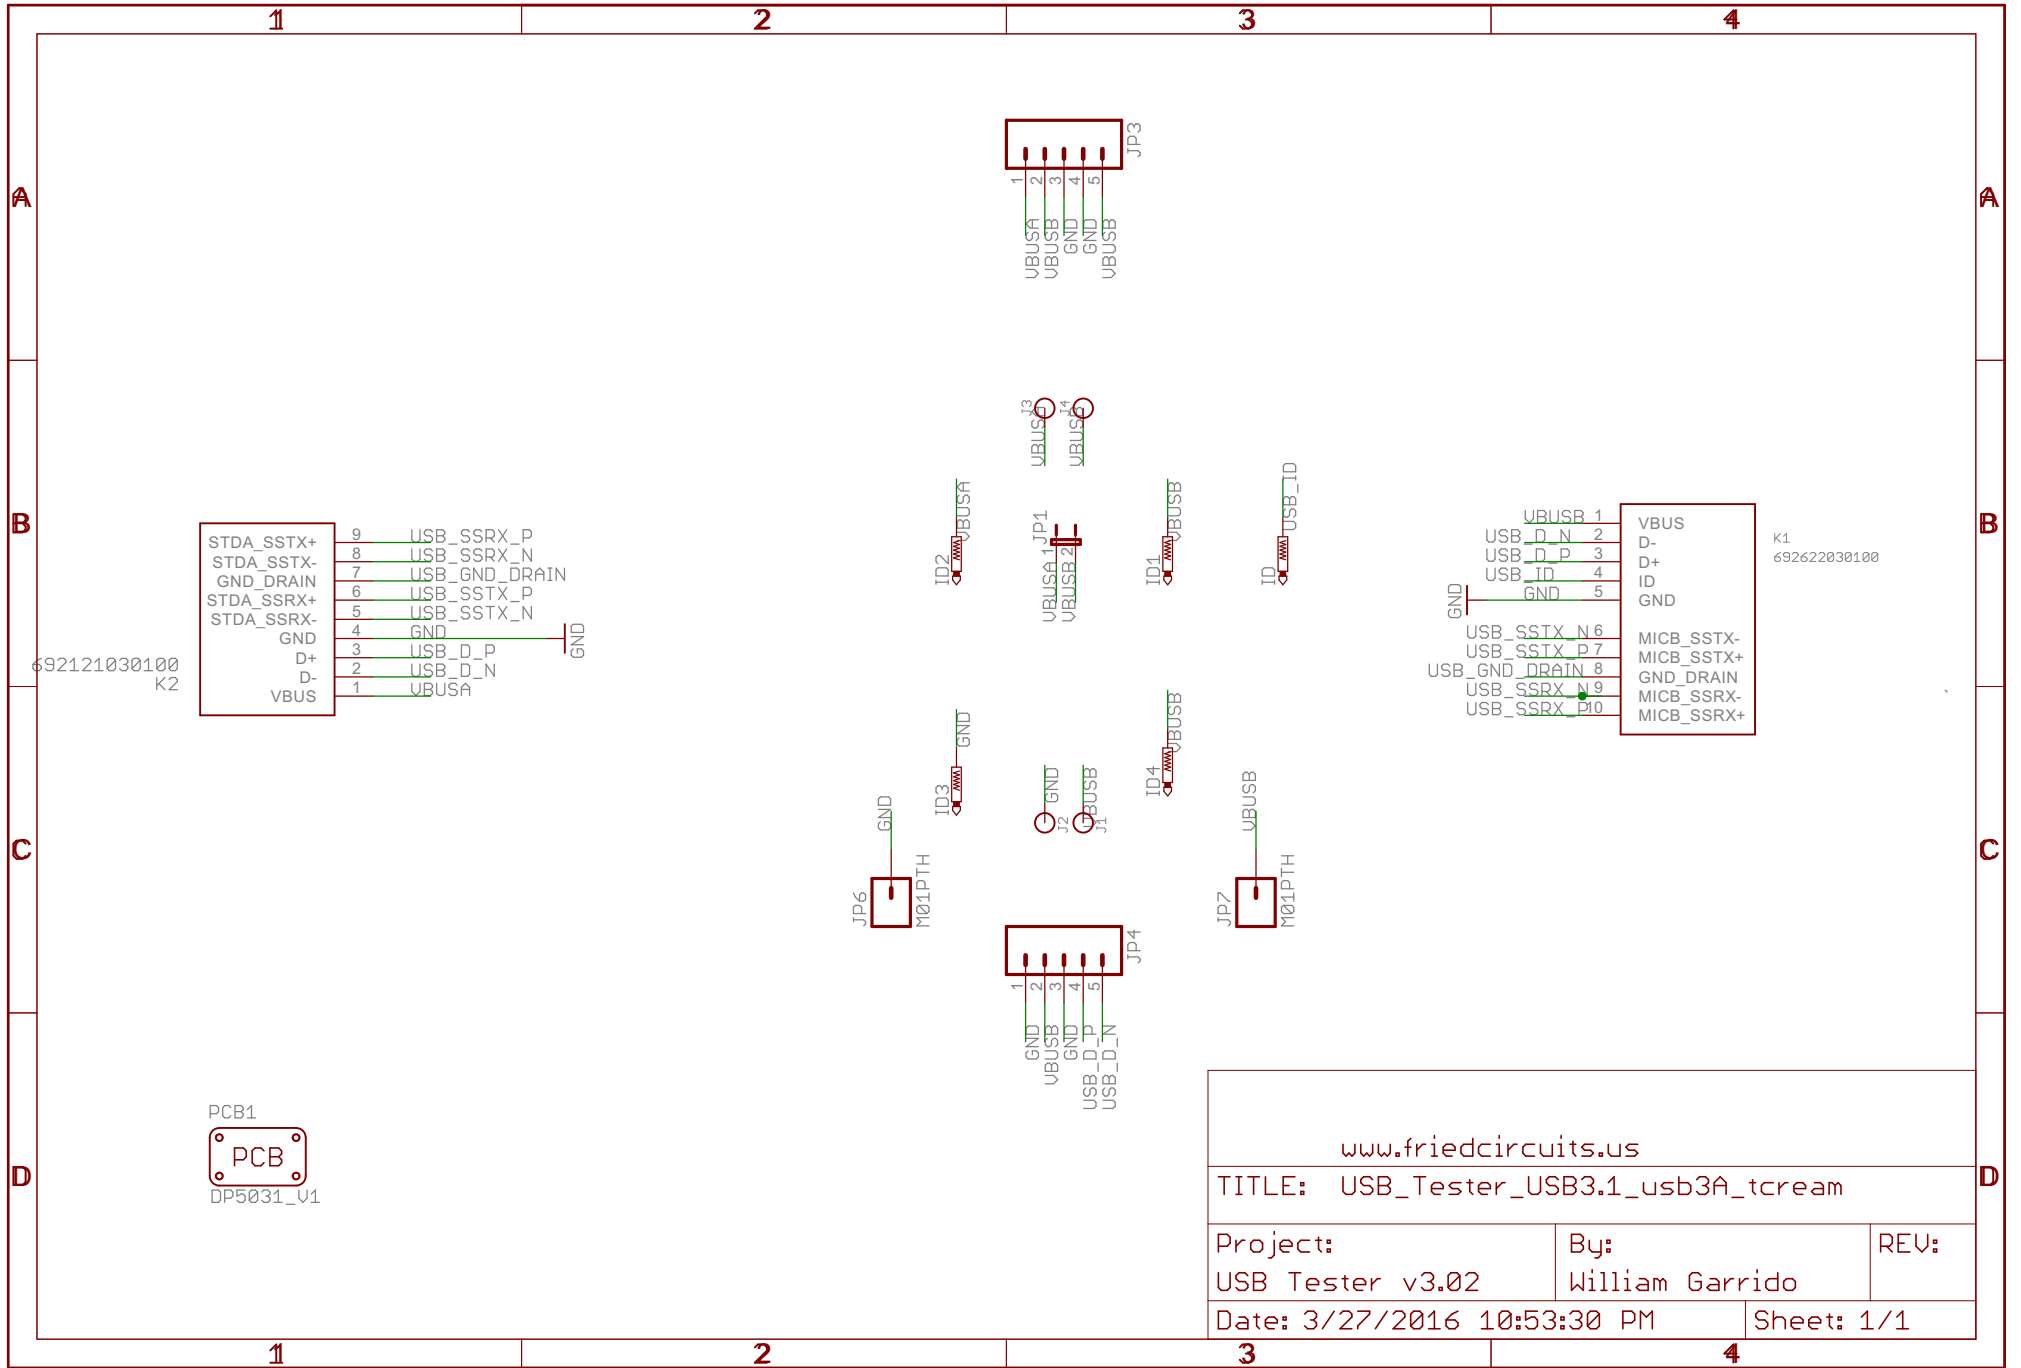 1 2 3 4
A A
B B
C C
D D
1 2 3 4
JP3
1 2 3 4 5
VBUSA
VBUSB
GND
GND
VBUSB
J3 J4
VBUSA
VBUSB
VBUSA
ID2
JP1
1 2
VBUSA
VBUSB
VBUSB
ID1
USB_ID
ID
STDA_SSTX+ 9 USB_SSRX_P
STDA_SSTX- 8 USB_SSRX_N
GND_DRAIN 7 USB_GND_DRAIN
STDA_SSRX+ 6 USB_SSTX_P
STDA_SSRX- 5 USB_SSTX_N
GND 4 GND GND
D+ 3 USB_D_P
D- 2 USB_D_N
VBUS 1 VBUSA
692121030100
K2
VBUSB 1 VBUS
USB_D_N 2 D-
USB_D_P 3 D+
USB_ID 4 ID
GND GND 5 GND
USB_SSTX_N 6 MICB_SSTX-
USB_SSTX_P 7 MICB_SSTX+
USB_GND_DRAIN 8 GND_DRAIN
USB_SSRX_N 9 MICB_SSRX-
USB_SSRX_P 10 MICB_SSRX+
K1
692622030100
GND
ID3
VBUSB
ID4
GND
VBUSB
J2 J1
GND
JP6
M01PTH
VBUSB
JP7
M01PTH
JP4
1 2 3 4 5
GND
VBUSB
GND
USB_D_P
USB_D_N
PCB1
PCB
DP5031_V1
www.friedcircuits.us
TITLE: USB_Tester_USB3.1_usb3A_tcream
Project: By: REV:
USB Tester v3.02 William Garrido
Date: 3/27/2016 10:53:30 PM Sheet: 1/1